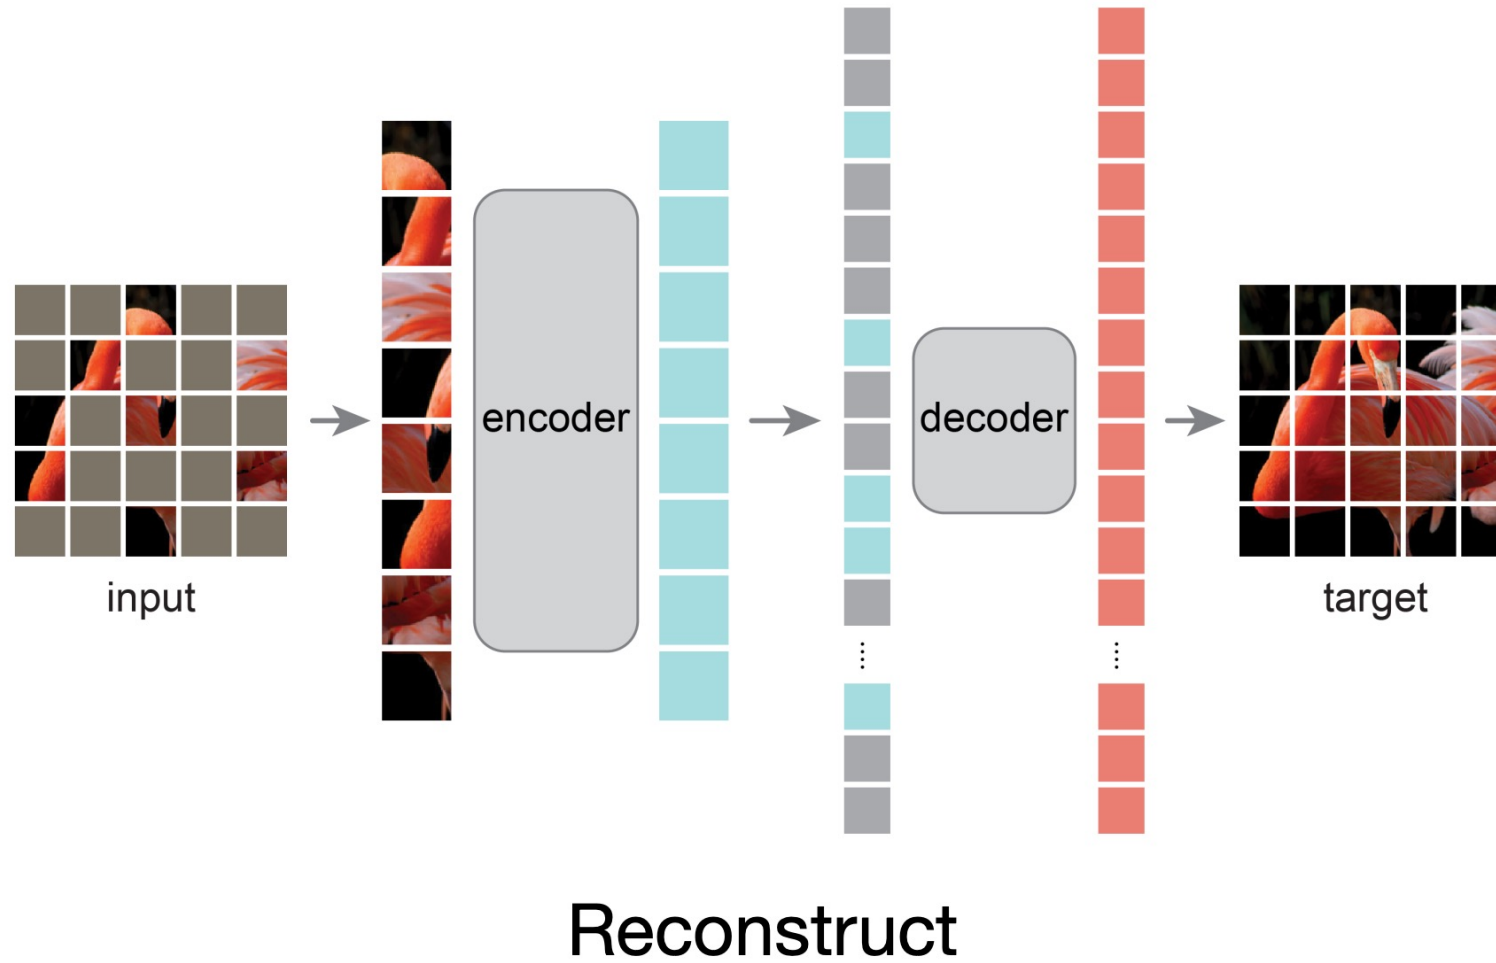 input
encoder
decoder
target
Reconstruct